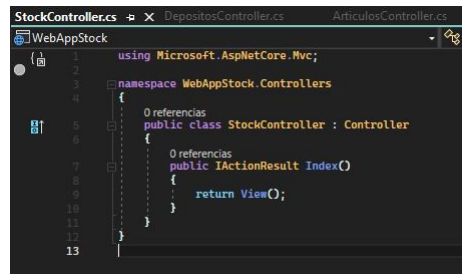 StockController.cs DepositosController.cs ArticulosController.cs
WebAppStock
1 using Microsoft.AspNetCore.Mvc;
2
3 namespace WebAppStock.Controllers
4 {
0 referencias
5 public class StockController : Controller
6 {
0 referencias
7 public IActionResult Index()
8 {
9 return View();
10 }
11 }
12 }
13